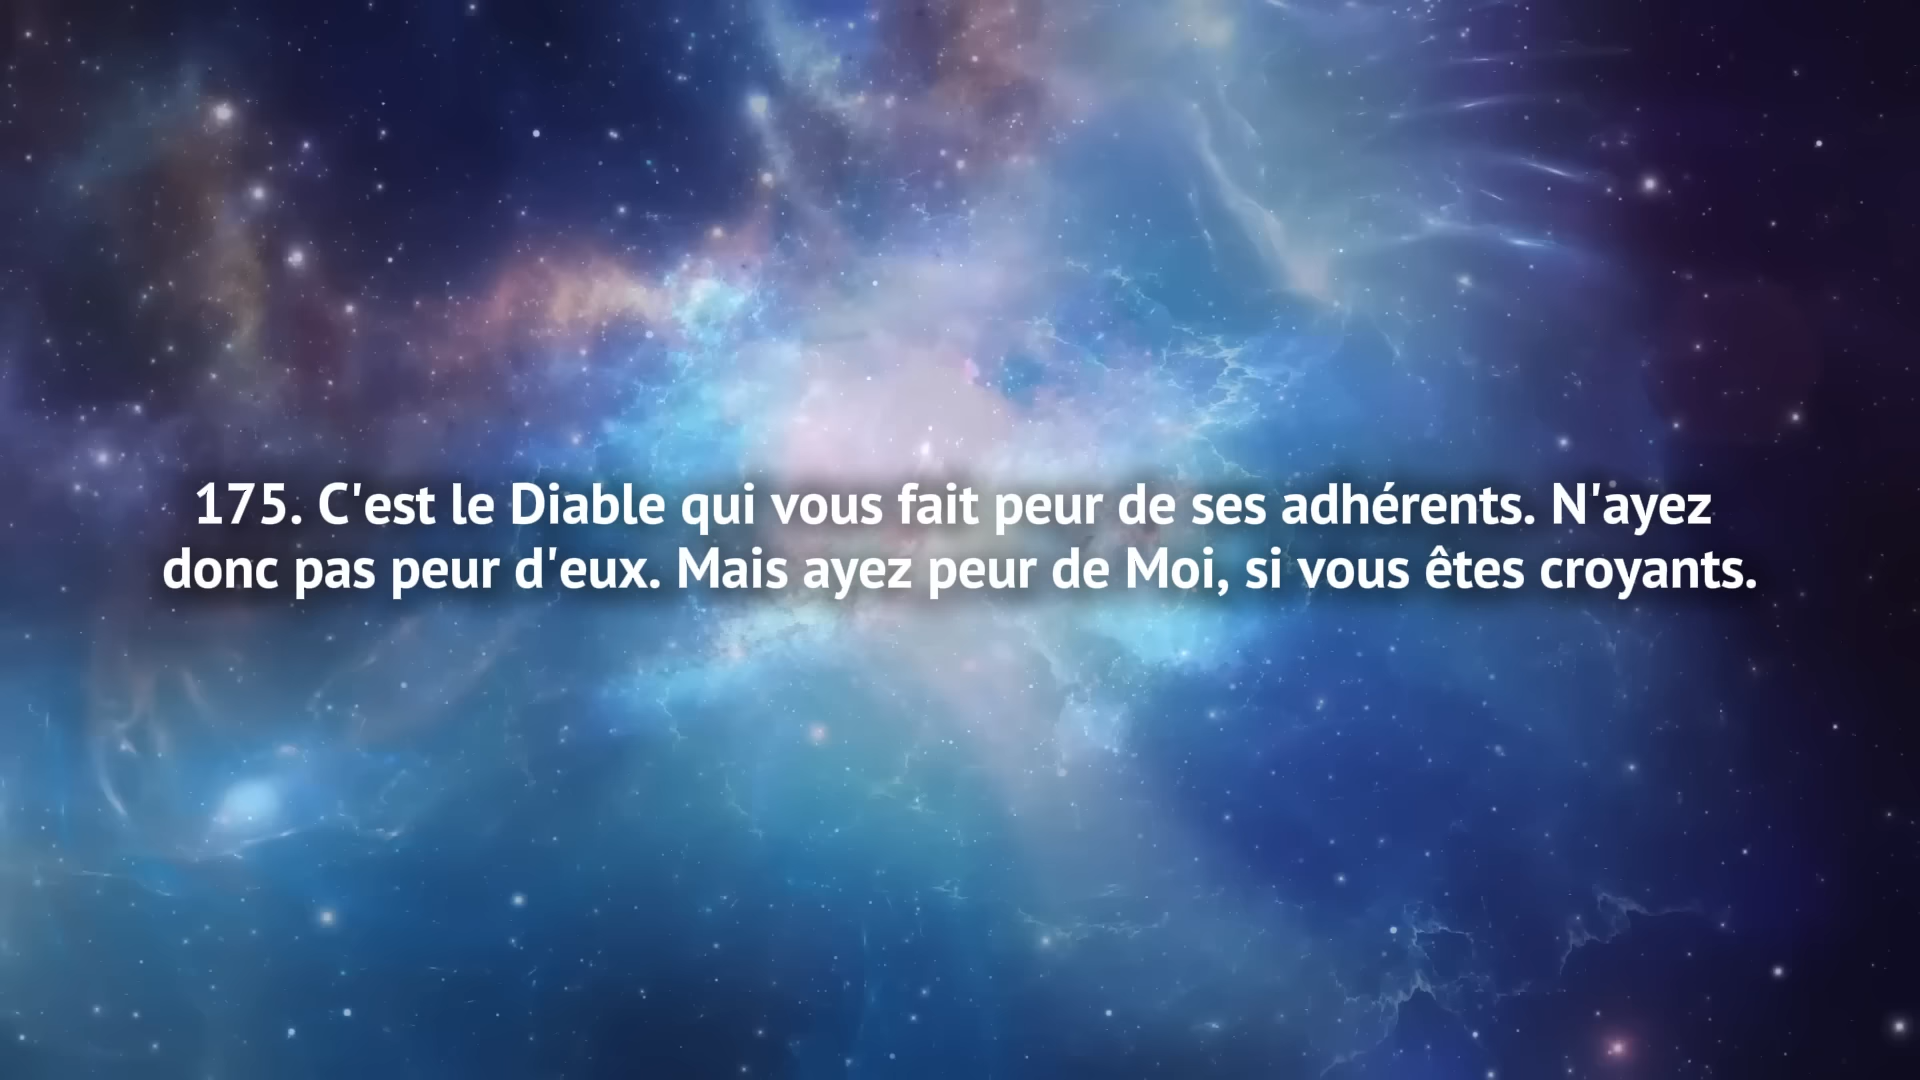 175. C'est le Diable qui vous fait peur de ses adhérents. N'ayez
donc pas peur d'eux. Mais ayez peur de Moi, si vous êtes croyants.